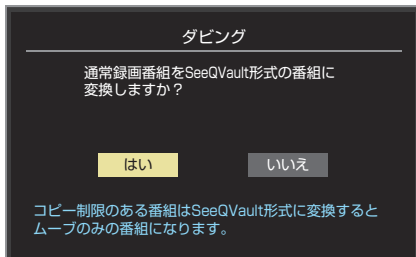 ダビング
通常録画番組をSeeQVault形式の番組に
変換しますか？
はい
いいえ
コピー制限のある番組はSeeQVault形式に変換すると
ムーブのみの番組になります。